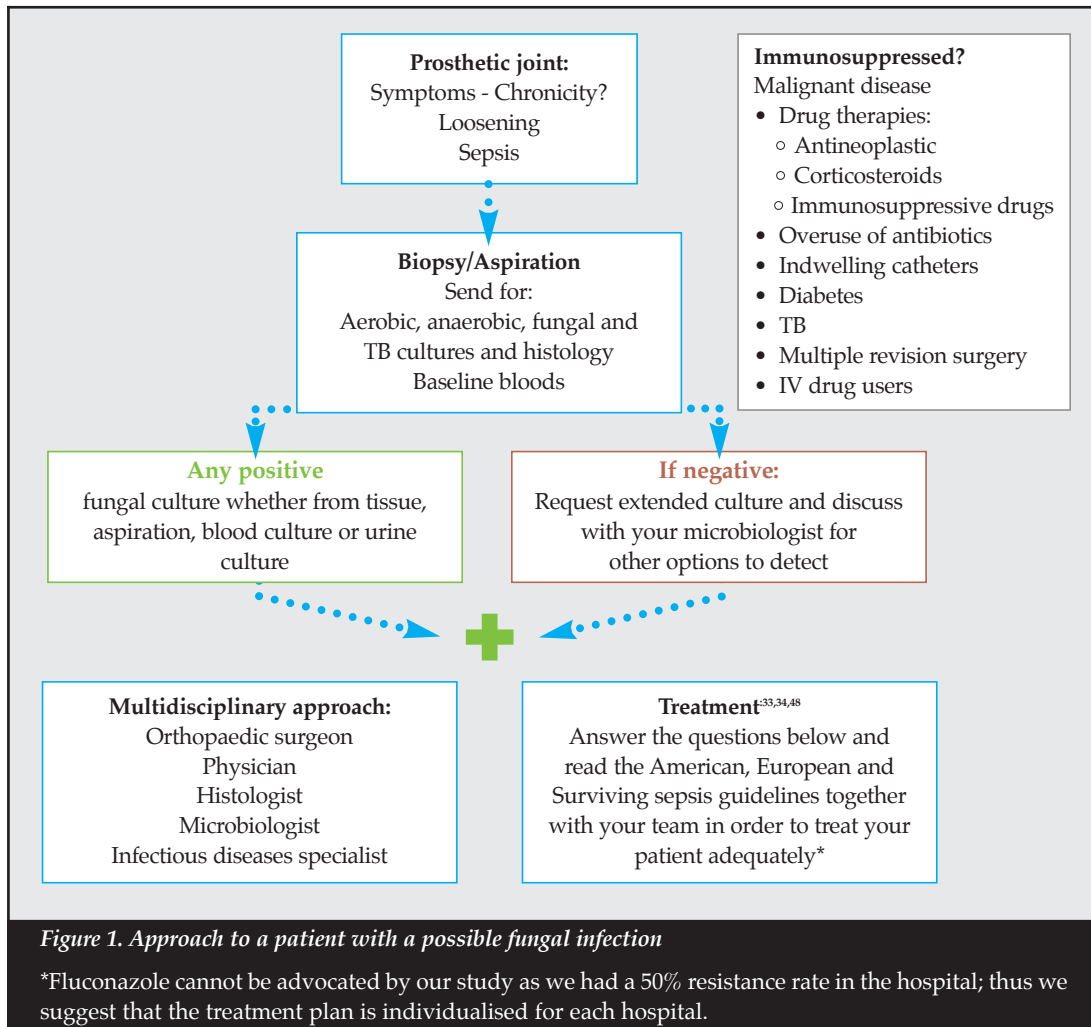 Prosthetic joint:
Symptoms - Chronicity?
Loosening
Sepsis
Immunosuppressed?
Malignant disease
• Drug therapies:
○ Antineoplastic
○ Corticosteroids
○ Immunosuppressive drugs
• Overuse of antibiotics
• Indwelling catheters
• Diabetes
• TB
• Multiple revision surgery
• IV drug users
Biopsy/Aspiration
Send for:
Aerobic, anaerobic, fungal and
TB cultures and histology
Baseline bloods
Any positive
fungal culture whether from tissue,
aspiration, blood culture or urine
culture
If negative:
Request extended culture and discuss
with your microbiologist for
other options to detect
Multidisciplinary approach:
Orthopaedic surgeon
Physician
Histologist
Microbiologist
Infectious diseases specialist
Treatment:33,34,48
Answer the questions below and
read the American, European and
Surviving sepsis guidelines together
with your team in order to treat your
patient adequately*
Figure 1. Approach to a patient with a possible fungal infection
*Fluconazole cannot be advocated by our study as we had a 50% resistance rate in the hospital; thus we
suggest that the treatment plan is individualised for each hospital.